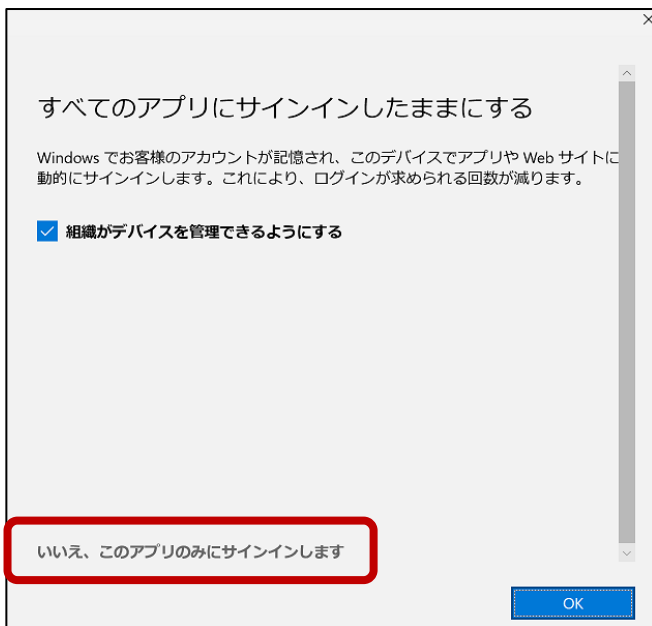 すべてのアプリにサインインしたままにする
Windows でお客様のアカウントが記憶され、このデバイスでアプリや Web サイトに
動的にサインインします。これにより、ログインが求められる回数が減ります。
組織がデバイスを管理できるようにする
いいえ、このアプリのみにサインインします
OK